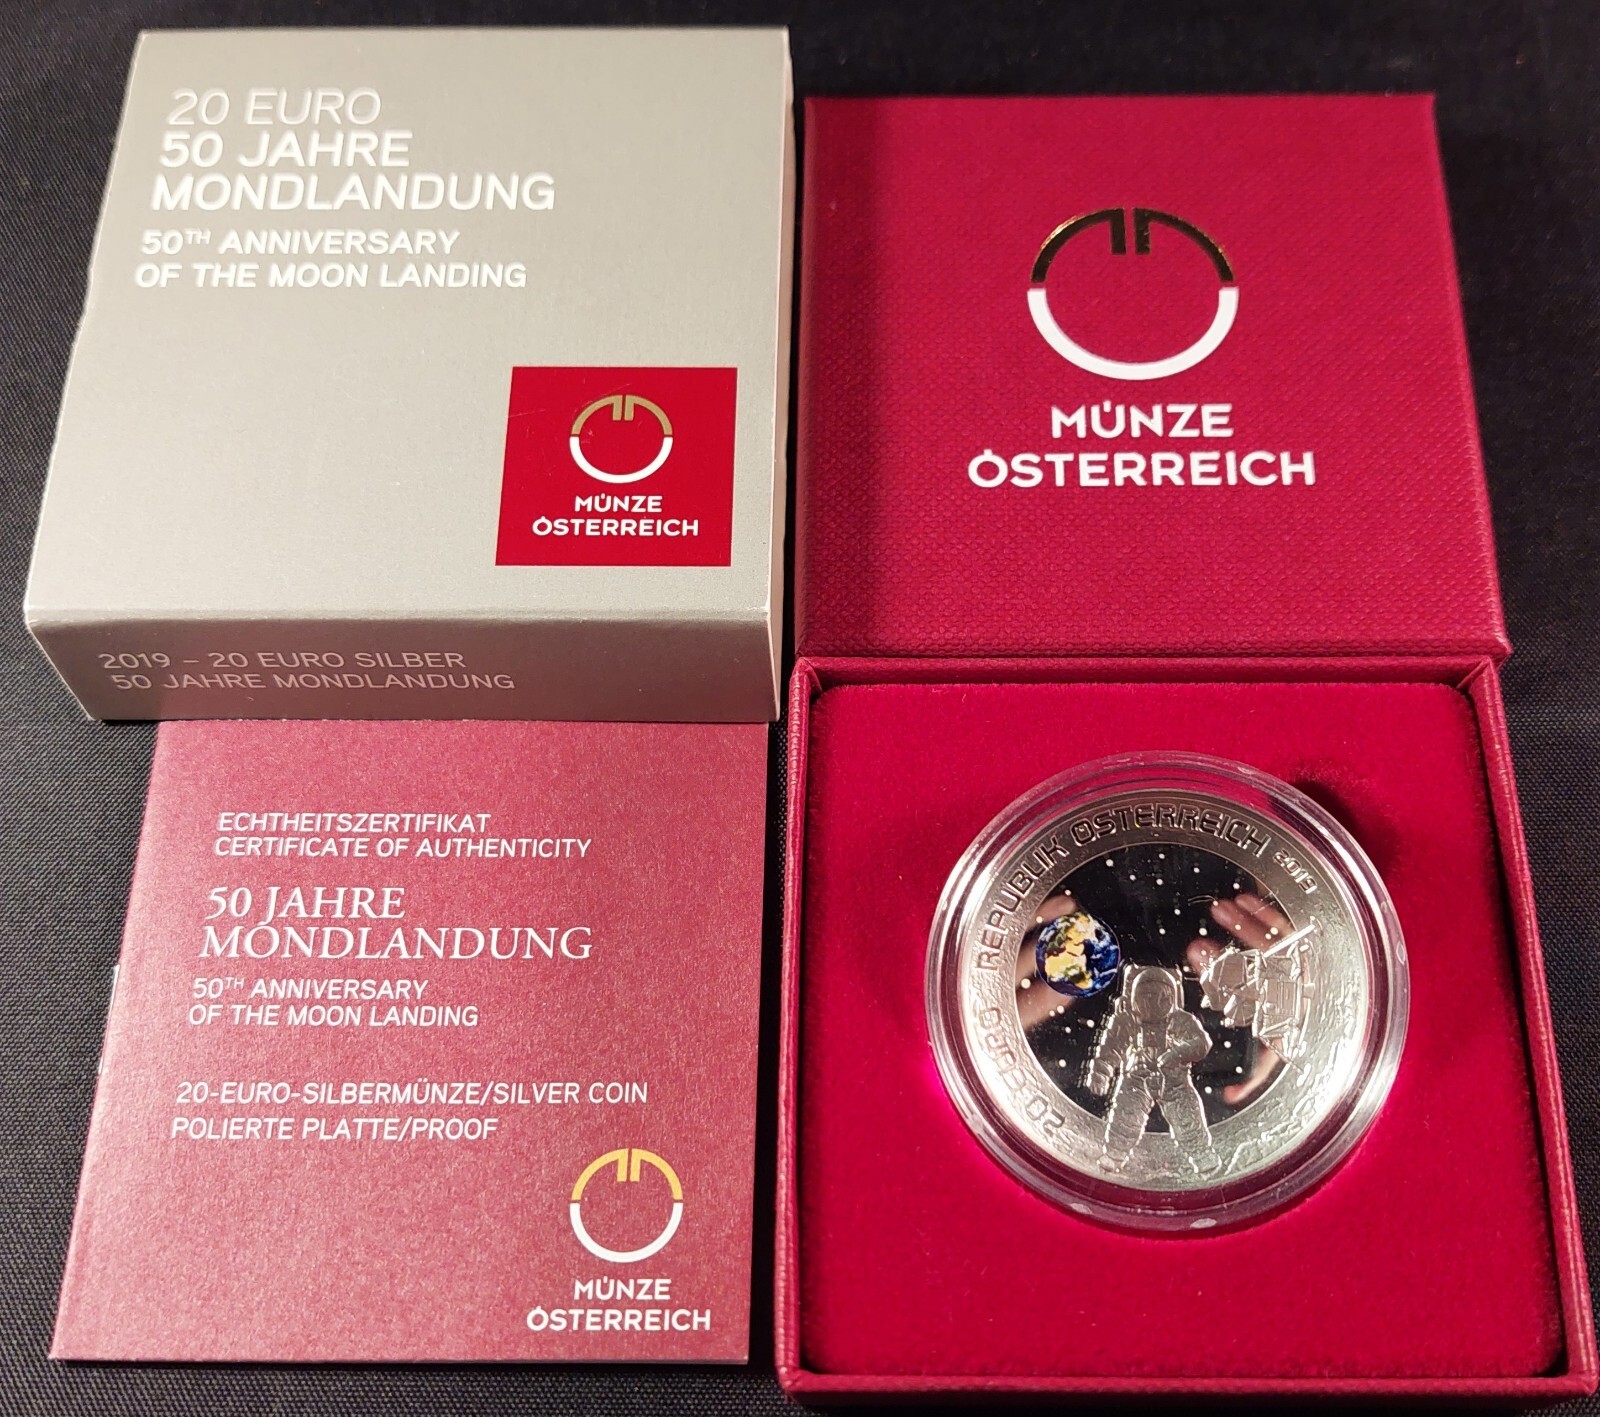 20 EURO
50 JAHRE
MONDLANDUNG
50TH ANNIVERSARY
OF THE MOON LANDING
MÜNZE
ÖSTERREICH
2019 – 20 EURO SILBER
50 JAHRE MONDLANDUNG
MÜNZE
ÖSTERREICH
ECHTHEITSZERTIFIKAT
CERTIFICATE OF AUTHENTICITY
50 JAHRE
MONDLANDUNG
50TH ANNIVERSARY
OF THE MOON LANDING
20-EURO-SILBERMÜNZE/SILVER COIN
POLIERTE PLATTE/PROOF
MÜNZE
ÖSTERREICH
20 EURO REPUBLIK ÖSTERREICH 2019